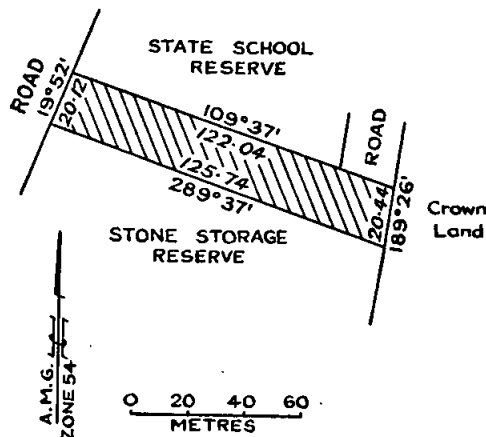 STATE SCHOOL
RESERVE
ROAD
19°52'
20·12
109°37'
122·04
125·74
289°37'
ROAD
20·44
189°26'
Crown
Land
STONE STORAGE
RESERVE
A.M.G.
ZONE 54
0 20 40 60
METRES